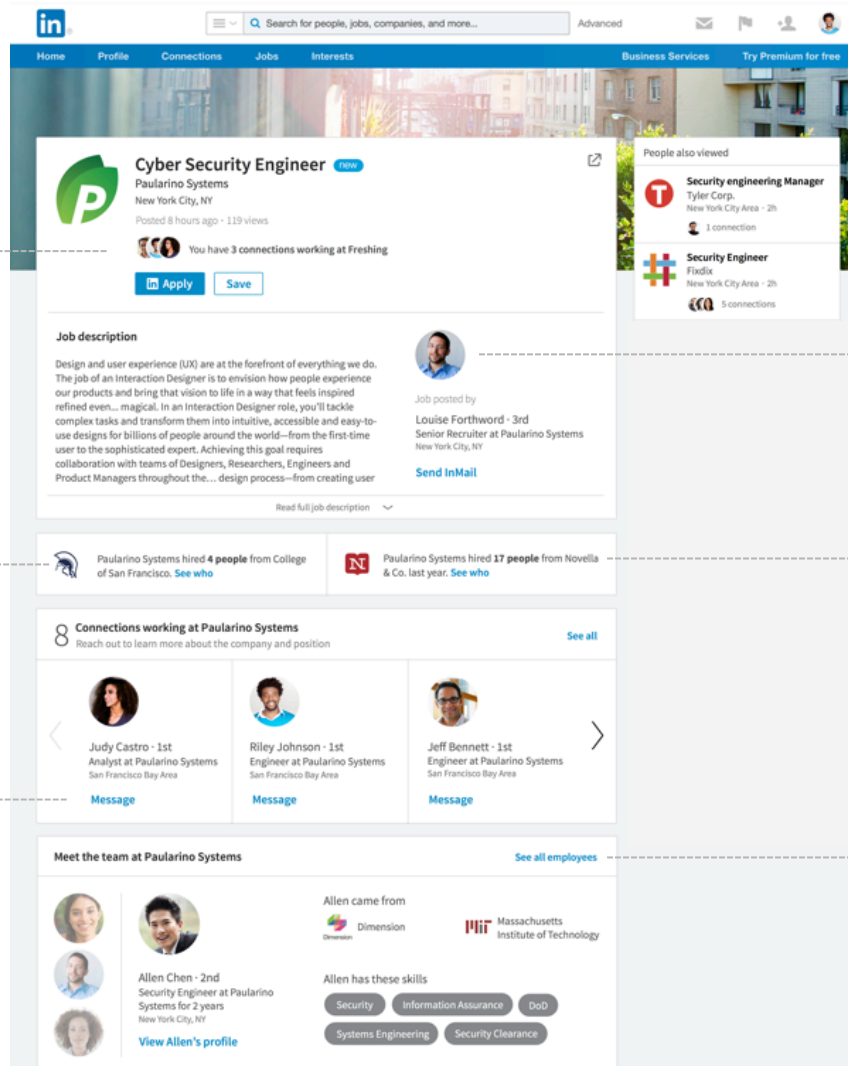 in
Search for people, jobs, companies, and more...
Advanced
Home Profile Connections Jobs Interests Business Services Try Premium for free
Cyber Security Engineer new
Paularino Systems
New York City, NY
Posted 8 hours ago - 119 views
You have 3 connections working at Freshing
in Apply
Save
People also viewed
Security engineering Manager
Tyler Corp.
New York City Area - 2h
1 connection
Security Engineer
Fixdix
New York City Area - 2h
5 connections
Job description
Design and user experience (UX) are at the forefront of everything we do.
The job of an Interaction Designer is to envision how people experience
our products and bring that vision to life in a way that feels inspired
refined even... magical. In an Interaction Designer role, you'll tackle
complex tasks and transform them into intuitive, accessible and easy-to-
use designs for billions of people around the world—from the first-time
user to the sophisticated expert. Achieving this goal requires
collaboration with teams of Designers, Researchers, Engineers and
Product Managers throughout the... design process—from creating user
Job posted by
Louise Forthword · 3rd
Senior Recruiter at Paularino Systems
New York City, NY
Send InMail
Read full job description
Paularino Systems hired 4 people from College
of San Francisco. See who
N
Paularino Systems hired 17 people from Novella
& Co. last year. See who
8
Connections working at Paularino Systems
Reach out to learn more about the company and position
See all
Judy Castro · 1st
Analyst at Paularino Systems
San Francisco Bay Area
Message
Riley Johnson · 1st
Engineer at Paularino Systems
San Francisco Bay Area
Message
Jeff Bennett · 1st
Engineer at Paularino Systems
San Francisco Bay Area
Message
Meet the team at Paularino Systems
See all employees
Allen Chen · 2nd
Security Engineer at Paularino
Systems for 2 years
New York City, NY
View Allen's profile
Allen came from
Dimension
Dimension
Massachusetts
Institute of Technology
Allen has these skills
Security Information Assurance DoD
Systems Engineering Security Clearance